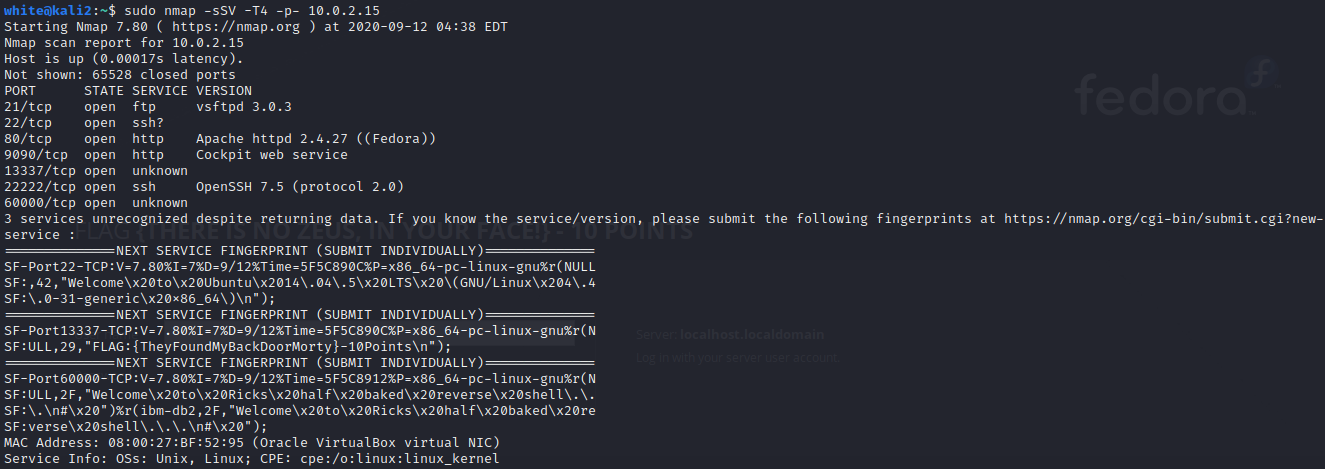 white@kali2:~$ sudo nmap -sSV -T4 -p- 10.0.2.15
Starting Nmap 7.80 ( https://nmap.org ) at 2020-09-12 04:38 EDT
Nmap scan report for 10.0.2.15
Host is up (0.00017s latency).
Not shown: 65528 closed ports
PORT      STATE SERVICE VERSION
21/tcp    open  ftp     vsftpd 3.0.3
22/tcp    open  ssh?
80/tcp    open  http    Apache httpd 2.4.27 ((Fedora))
9090/tcp  open  http    Cockpit web service
13337/tcp open  unknown
22222/tcp open  ssh     OpenSSH 7.5 (protocol 2.0)
60000/tcp open  unknown
3 services unrecognized despite returning data. If you know the service/version, please submit the following fingerprints at https://nmap.org/cgi-bin/submit.cgi?new-
service :
==============NEXT SERVICE FINGERPRINT (SUBMIT INDIVIDUALLY)==============
SF-Port22-TCP:V=7.80%I=7%D=9/12%Time=5F5C890C%P=x86_64-pc-linux-gnu%r(NULL
SF:,42,"Welcome\x20to\x20Ubuntu\x2014\.04\.5\x20LTS\x20\(GNU/Linux\x204\.4
SF:\.0-31-generic\x20×86_64\)\n");
==============NEXT SERVICE FINGERPRINT (SUBMIT INDIVIDUALLY)==============
SF-Port13337-TCP:V=7.80%I=7%D=9/12%Time=5F5C890C%P=x86_64-pc-linux-gnu%r(N
SF:ULL,29,"FLAG:{TheyFoundMyBackDoorMorty}-10Points\n");
==============NEXT SERVICE FINGERPRINT (SUBMIT INDIVIDUALLY)==============
SF-Port60000-TCP:V=7.80%I=7%D=9/12%Time=5F5C8912%P=x86_64-pc-linux-gnu%r(N
SF:ULL,2F,"Welcome\x20to\x20Ricks\x20half\x20baked\x20reverse\x20shell\.\.
SF:\.\n#\x20")%r(ibm-db2,2F,"Welcome\x20to\x20Ricks\x20half\x20baked\x20re
SF:verse\x20shell\.\.\.\n#\x20");
MAC Address: 08:00:27:BF:52:95 (Oracle VirtualBox virtual NIC)
Service Info: OSs: Unix, Linux; CPE: cpe:/o:linux:linux_kernel
fedora
FLAG {THERE IS NO ZEUS, IN YOUR FACE!} - 10 POINTS
Server: localhost.localdomain
Log in with your server user account.